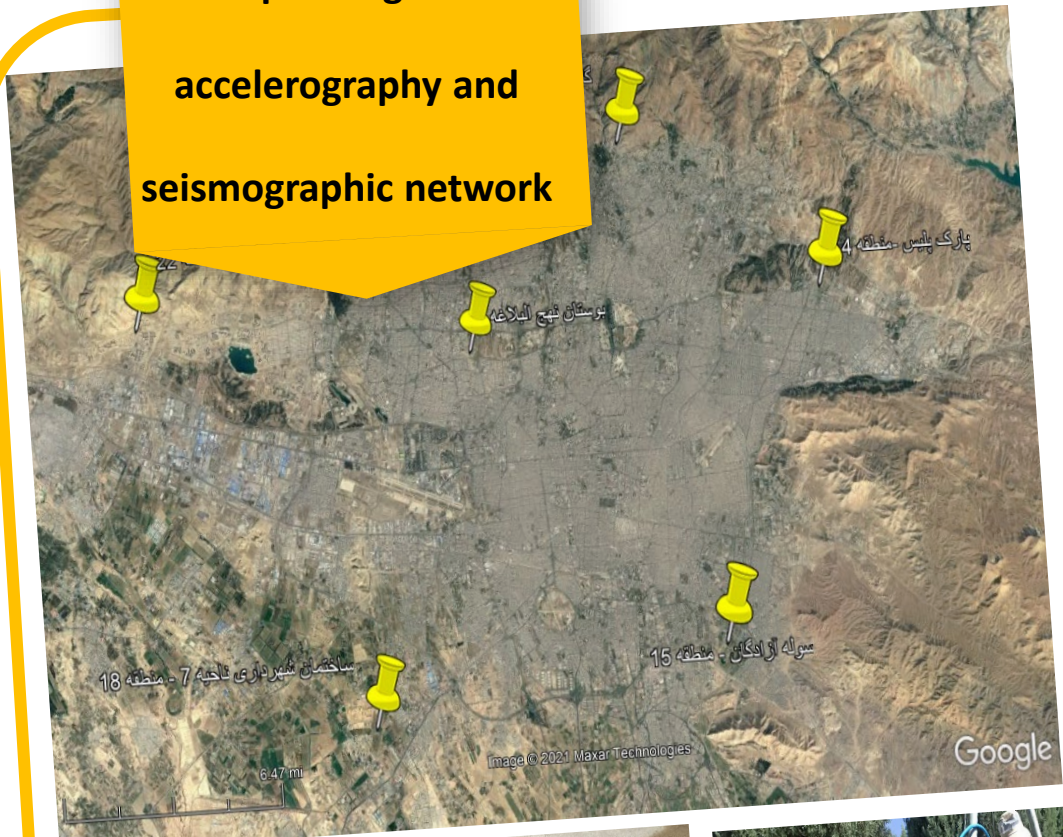 accelerography and
seismographic network
پارک پلیس -منطقه 4
22
بوستان نهج البلاغه
سوله آزادگان - منطقه 15
ساختمان شهرداری ناحیه 7 - منطقه 18
Image © 2021 Maxar Technologies
Google
6.47 mi